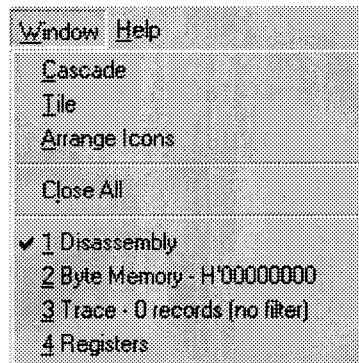 Window Help
Cascade
Tile
Arrange Icons
Close All
✔ 1 Disassembly
2 Byte Memory - H'00000000
3 Trace - 0 records (no filter)
4 Registers